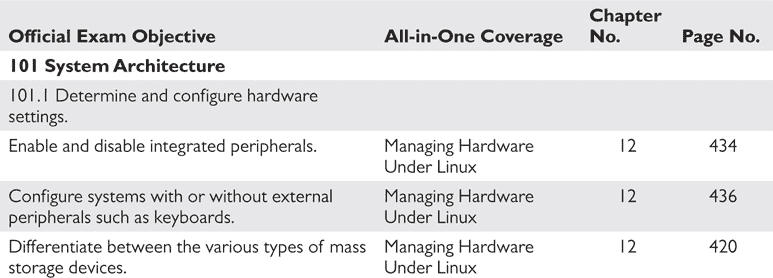 Chapter
Official Exam Objective All-in-One Coverage No. Page No.
101 System Architecture
101.1 Determine and configure hardware
settings.
Enable and disable integrated peripherals. Managing Hardware 12 434
Under Linux
Configure systems with or without external Managing Hardware 12 436
peripherals such as keyboards. Under Linux
Differentiate between the various types of mass Managing Hardware 12 420
storage devices. Under Linux